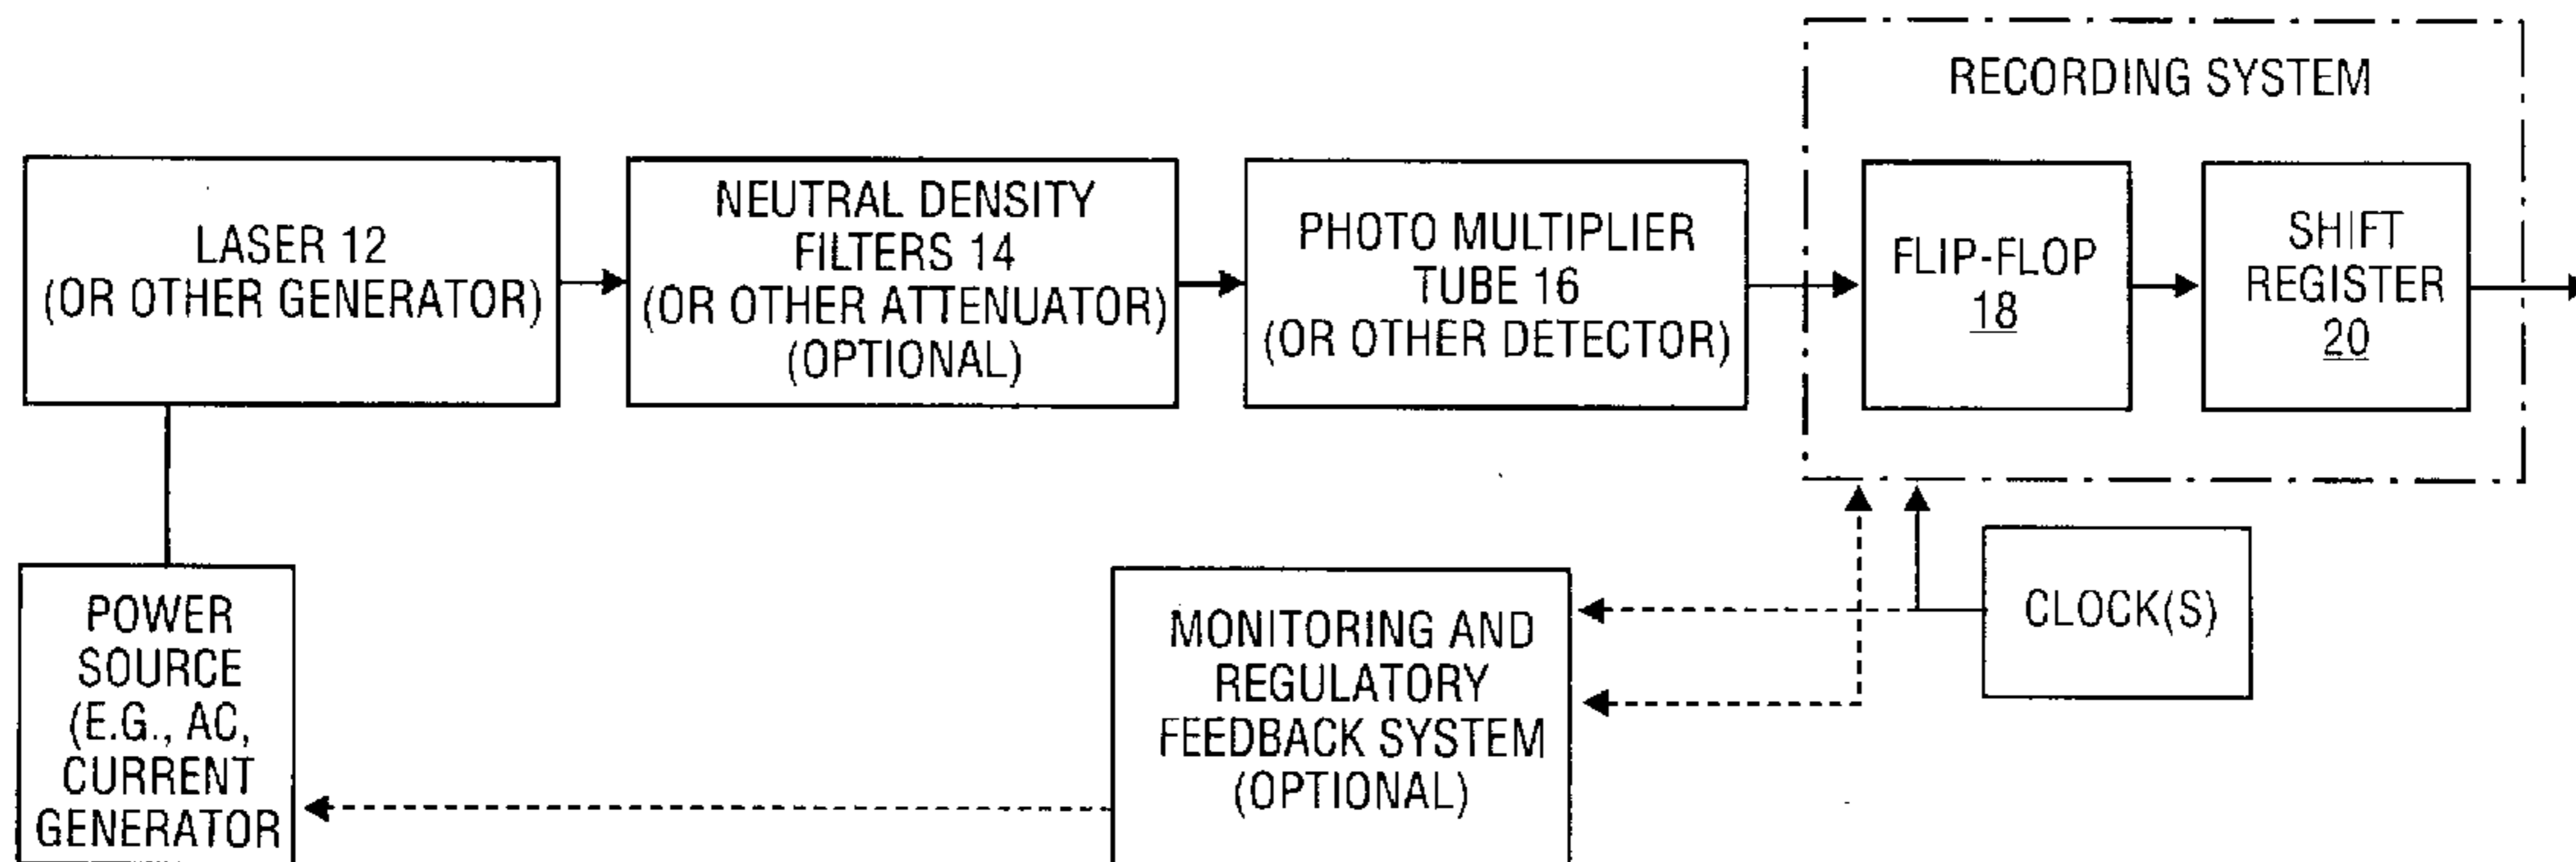 RECORDING SYSTEM
LASER 12
(OR OTHER GENERATOR)
NEUTRAL DENSITY
FILTERS 14
(OR OTHER ATTENUATOR)
(OPTIONAL)
PHOTO MULTIPLIER
TUBE 16
(OR OTHER DETECTOR)
FLIP-FLOP
18
SHIFT
REGISTER
20
POWER
SOURCE
(E.G., AC,
CURRENT
GENERATOR
MONITORING AND
REGULATORY
FEEDBACK SYSTEM
(OPTIONAL)
CLOCK(S)